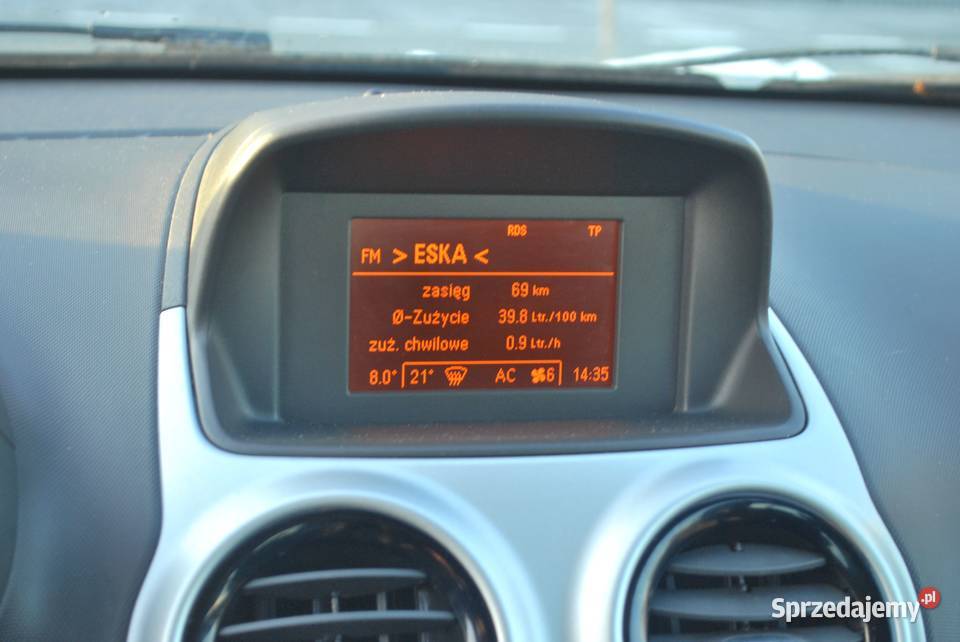 RDS TP
FM > ESKA <
zasięg 69 km
Ø-Zużycie 39.8 Ltr./100 km
zuż. chwilowe 0.9 Ltr./h
8.0° 21° AC 6 14:35
Sprzedajemy.pl